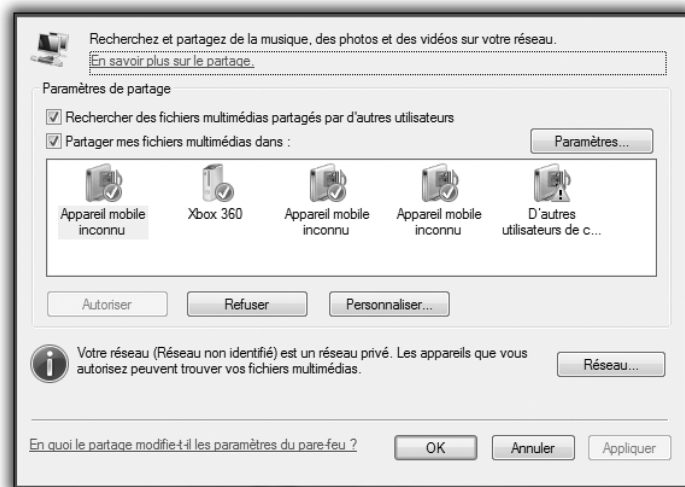 Recherchez et partagez de la musique, des photos et des vidéos sur votre réseau.
En savoir plus sur le partage.
Paramètres de partage
Rechercher des fichiers multimédias partagés par d'autres utilisateurs
Partager mes fichiers multimédias dans :
Paramètres...
Appareil mobile inconnu
Xbox 360
Appareil mobile inconnu
Appareil mobile inconnu
D'autres utilisateurs de c...
Autoriser
Refuser
Personnaliser...
Votre réseau (Réseau non identifié) est un réseau privé. Les appareils que vous
autorisez peuvent trouver vos fichiers multimédias.
Réseau...
En quoi le partage modifie-t-il les paramètres du pare-feu ?
OK
Annuler
Appliquer